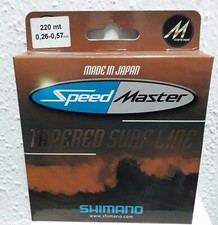 220 mt
0,26-0,57
MADE IN JAPAN
Speed Master
TAPERED SURF LINE
SHIMANO
www.shimano.com